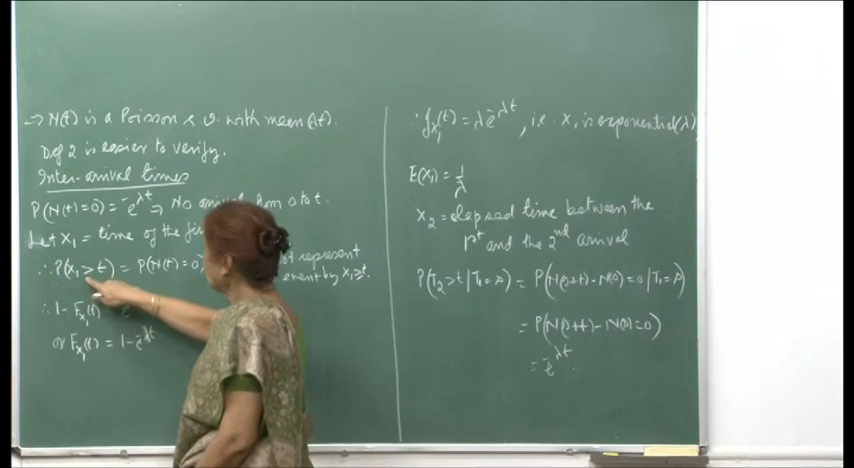 → N(t) is a Poisson r.v. with mean (λt).
Def 2 is easier to verify.
Inter-arrival times
P(N(t)=0) = e^{-λt} ⇒ No arrival from 0 to t.
Let X₁ = time of the fir
∴ P(X₁ > t) = P(N(t)=0) not represent
event by X₁ ≥ t.
∴ 1 - F_{X₁}(t) = e
or F_{X₁}(t) = 1 - e^{-λt}
∴ f_{X₁}(t) = λ e^{-λt}, i.e. X₁ is exponential(λ)
E(X₁) = 1/λ
X₂ = elapsed time between the
1st and the 2nd arrival
P(T₂ > t | T₁ = s) = P(N(s+t) - N(s) = 0 | T₁ = s)
= P(N(s+t) - N(s) = 0)
= e^{-λt}.